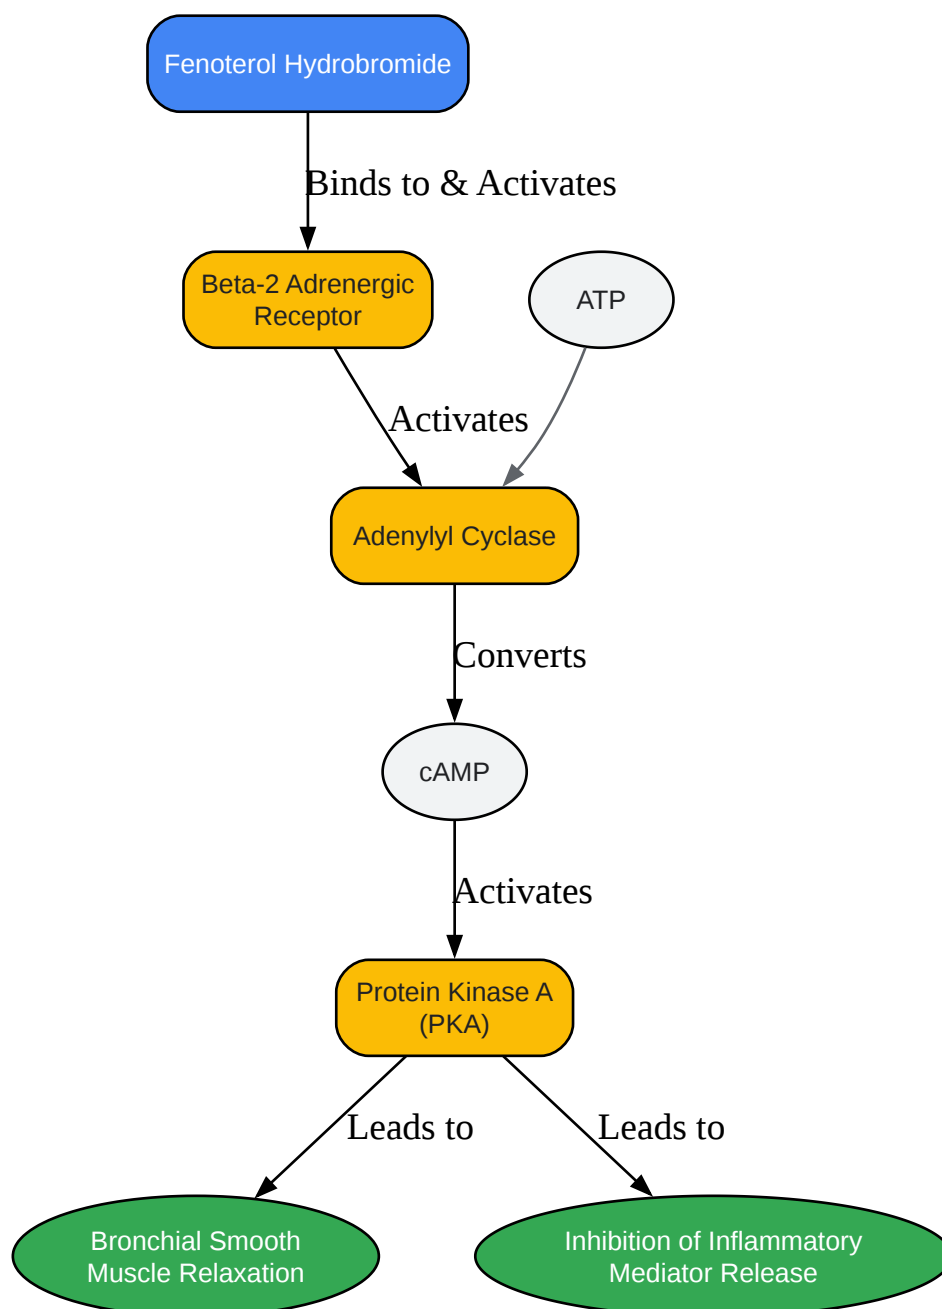 Fenoterol Hydrobromide
Binds to & Activates
Beta-2 Adrenergic
Receptor
ATP
Activates
Adenylyl Cyclase
Converts
cAMP
Activates
Protein Kinase A
(PKA)
Leads to
Leads to
Bronchial Smooth
Muscle Relaxation
Inhibition of Inflammatory
Mediator Release